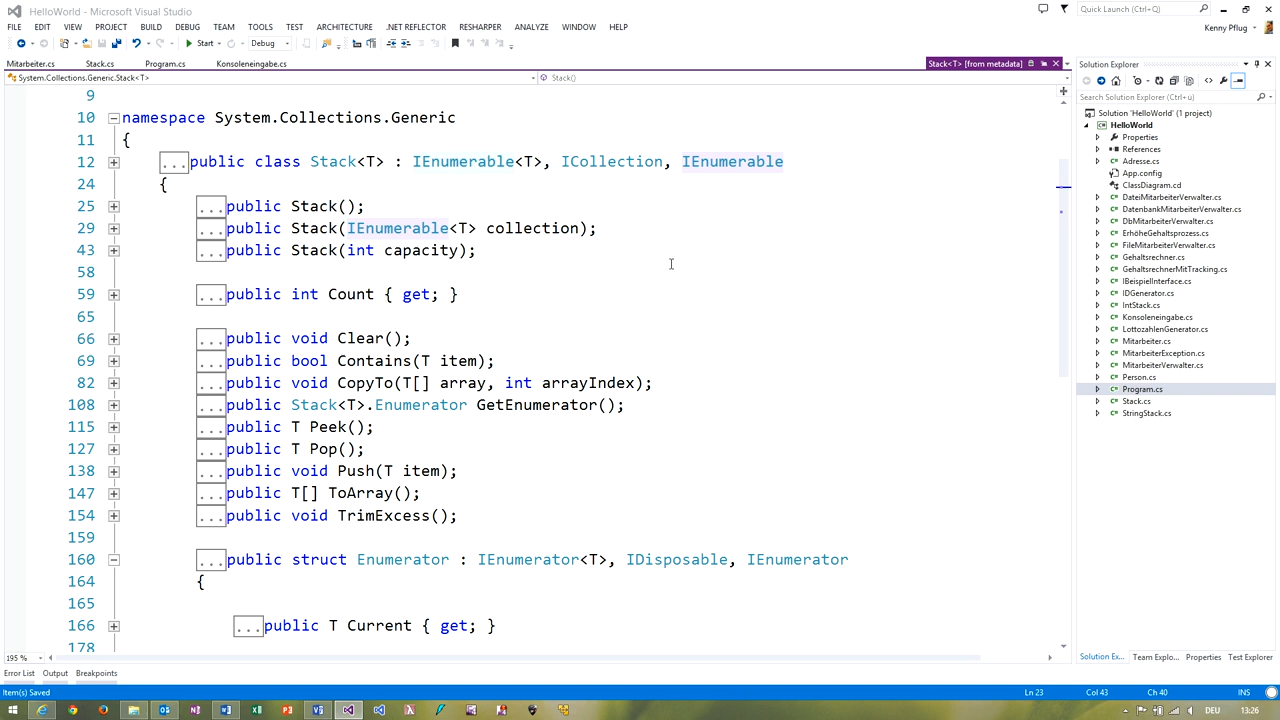 HelloWorld - Microsoft Visual Studio
Quick Launch (Ctrl+Q)
FILE EDIT VIEW PROJECT BUILD DEBUG TEAM TOOLS TEST ARCHITECTURE .NET REFLECTOR RESHARPER ANALYZE WINDOW HELP
Kenny Pflug
Start Debug
Mitarbeiter.cs Stack.cs Program.cs Konsoleneingabe.cs Stack<T> [from metadata]
System.Collections.Generic.Stack<T> Stack()
9
10 namespace System.Collections.Generic
11 {
12 ...public class Stack<T> : IEnumerable<T>, ICollection, IEnumerable
24 {
25 ...public Stack();
29 ...public Stack(IEnumerable<T> collection);
43 ...public Stack(int capacity);
58
59 ...public int Count { get; }
65
66 ...public void Clear();
69 ...public bool Contains(T item);
82 ...public void CopyTo(T[] array, int arrayIndex);
108 ...public Stack<T>.Enumerator GetEnumerator();
115 ...public T Peek();
127 ...public T Pop();
138 ...public void Push(T item);
147 ...public T[] ToArray();
154 ...public void TrimExcess();
159
160 ...public struct Enumerator : IEnumerator<T>, IDisposable, IEnumerator
164 {
165
166 ...public T Current { get; }
178
195 %
Solution Explorer
Search Solution Explorer (Ctrl+ü)
Solution 'HelloWorld' (1 project)
HelloWorld
Properties
References
Adresse.cs
App.config
ClassDiagram.cd
DateiMitarbeiterVerwalter.cs
DatenbankMitarbeiterVerwalter.cs
DbMitarbeiterVerwalter.cs
ErhöheGehaltsprozess.cs
FileMitarbeiterVerwalter.cs
Gehaltsrechner.cs
GehaltsrechnerMitTracking.cs
IBeispielInterface.cs
IDGenerator.cs
IntStack.cs
Konsoleneingabe.cs
LottozahlenGenerator.cs
Mitarbeiter.cs
MitarbeiterException.cs
MitarbeiterVerwalter.cs
Person.cs
Program.cs
Stack.cs
StringStack.cs
Solution Ex... Team Explo... Properties Test Explorer
Error List Output Breakpoints
Item(s) Saved Ln 23 Col 43 Ch 40 INS
DEU 13:26